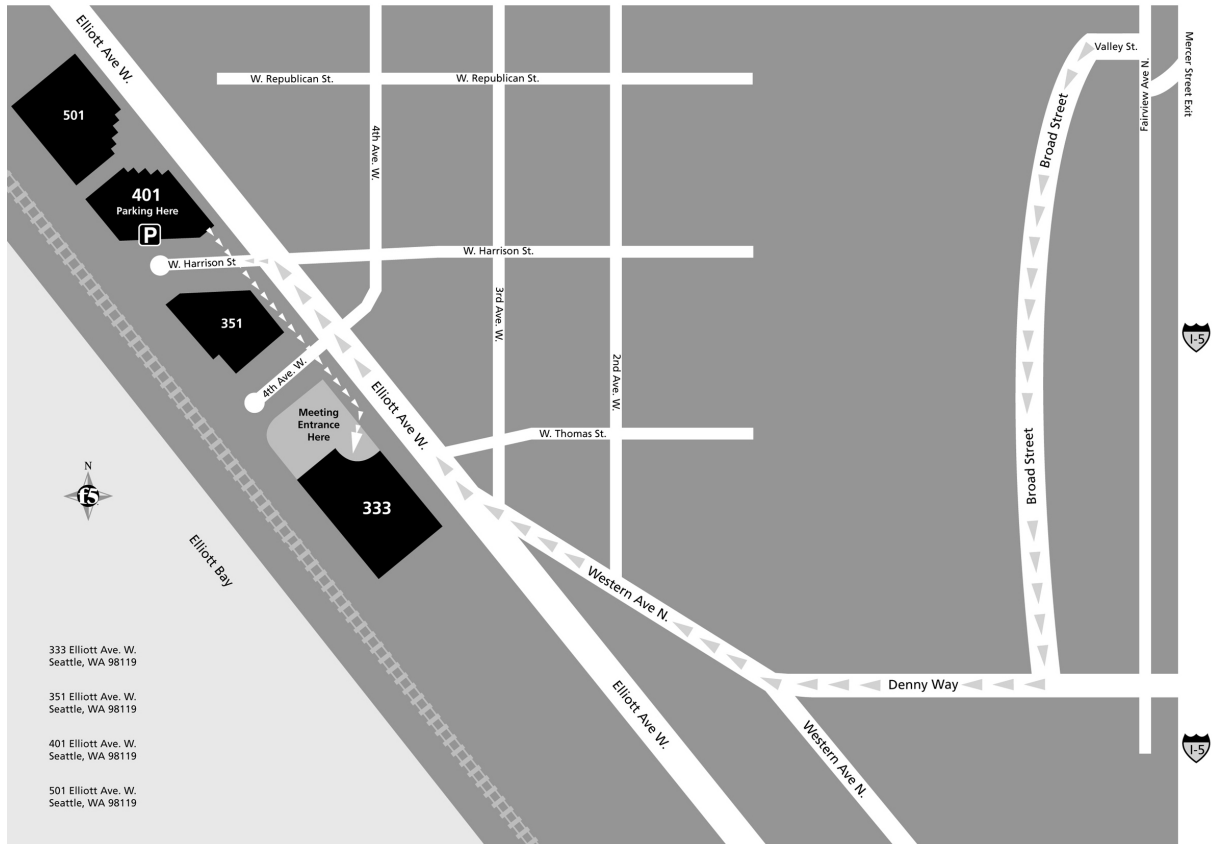 Elliott Ave W.
Valley St.
Mercer Street Exit
Fairview Ave N.
W. Republican St.
W. Republican St.
501
Broad Street
4th Ave. W.
401
Parking Here
P
W. Harrison St.
W. Harrison St
3rd Ave. W.
351
I-5
2nd Ave. W.
4th Ave. W.
Elliott Ave W.
Meeting
Entrance
Here
W. Thomas St.
Broad Street
N
f5
333
Elliott Bay
Western Ave N.
333 Elliott Ave. W.
Seattle, WA 98119
Denny Way
Elliott Ave W.
351 Elliott Ave. W.
Seattle, WA 98119
Western Ave N.
401 Elliott Ave. W.
Seattle, WA 98119
I-5
501 Elliott Ave. W.
Seattle, WA 98119